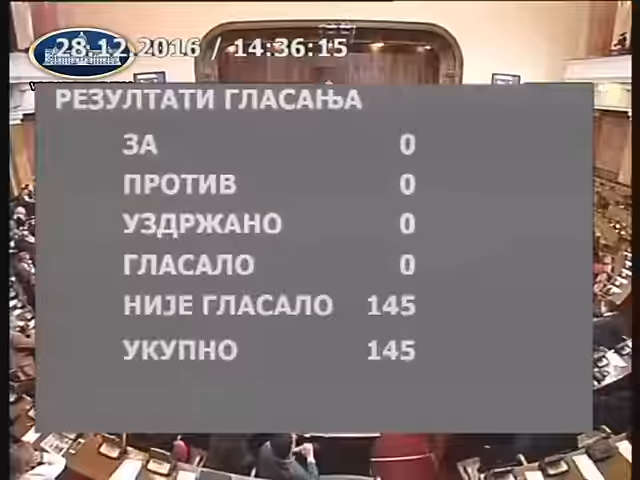 28.12.2016 / 14:36:15
РЕЗУЛТАТИ ГЛАСАЊА
ЗА 0
ПРОТИВ 0
УЗДРЖАНО 0
ГЛАСАЛО 0
НИЈЕ ГЛАСАЛО 145
УКУПНО 145